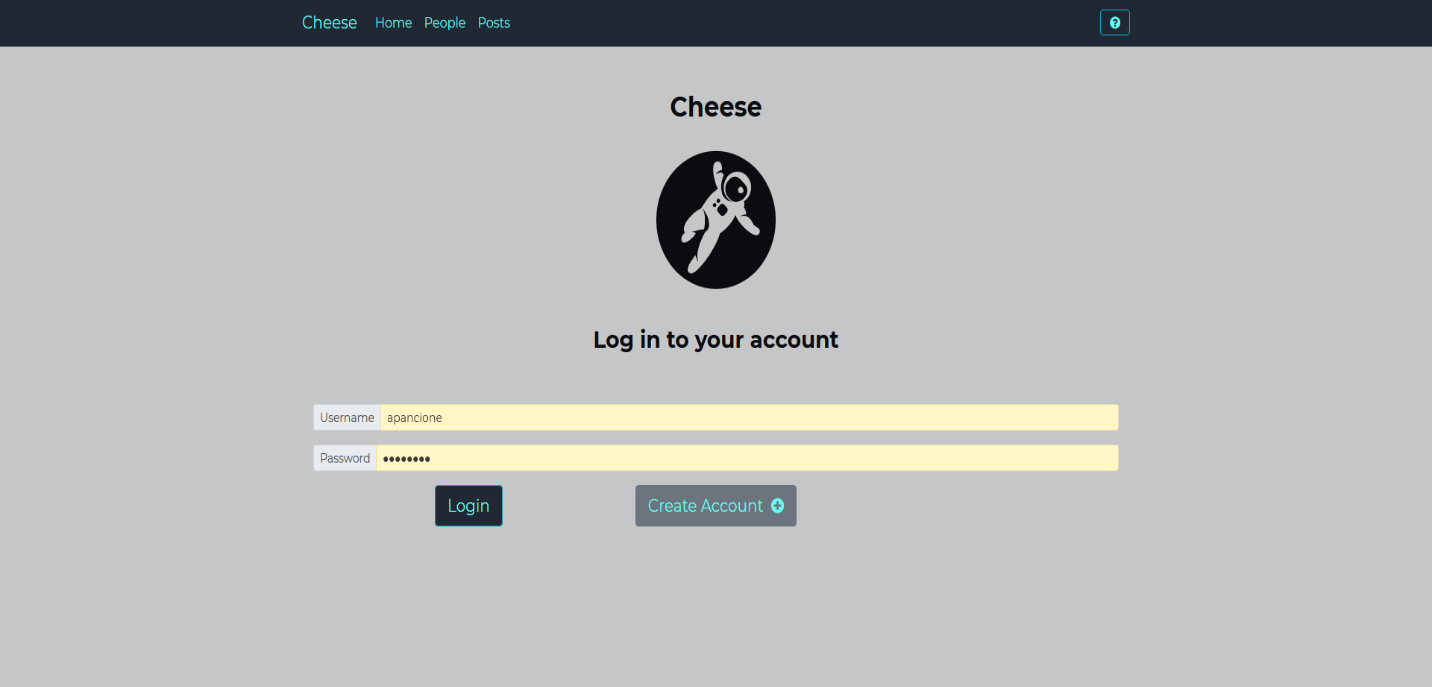 Cheese Home People Posts
Cheese
Log in to your account
Username apancione
Password ••••••••
Login Create Account